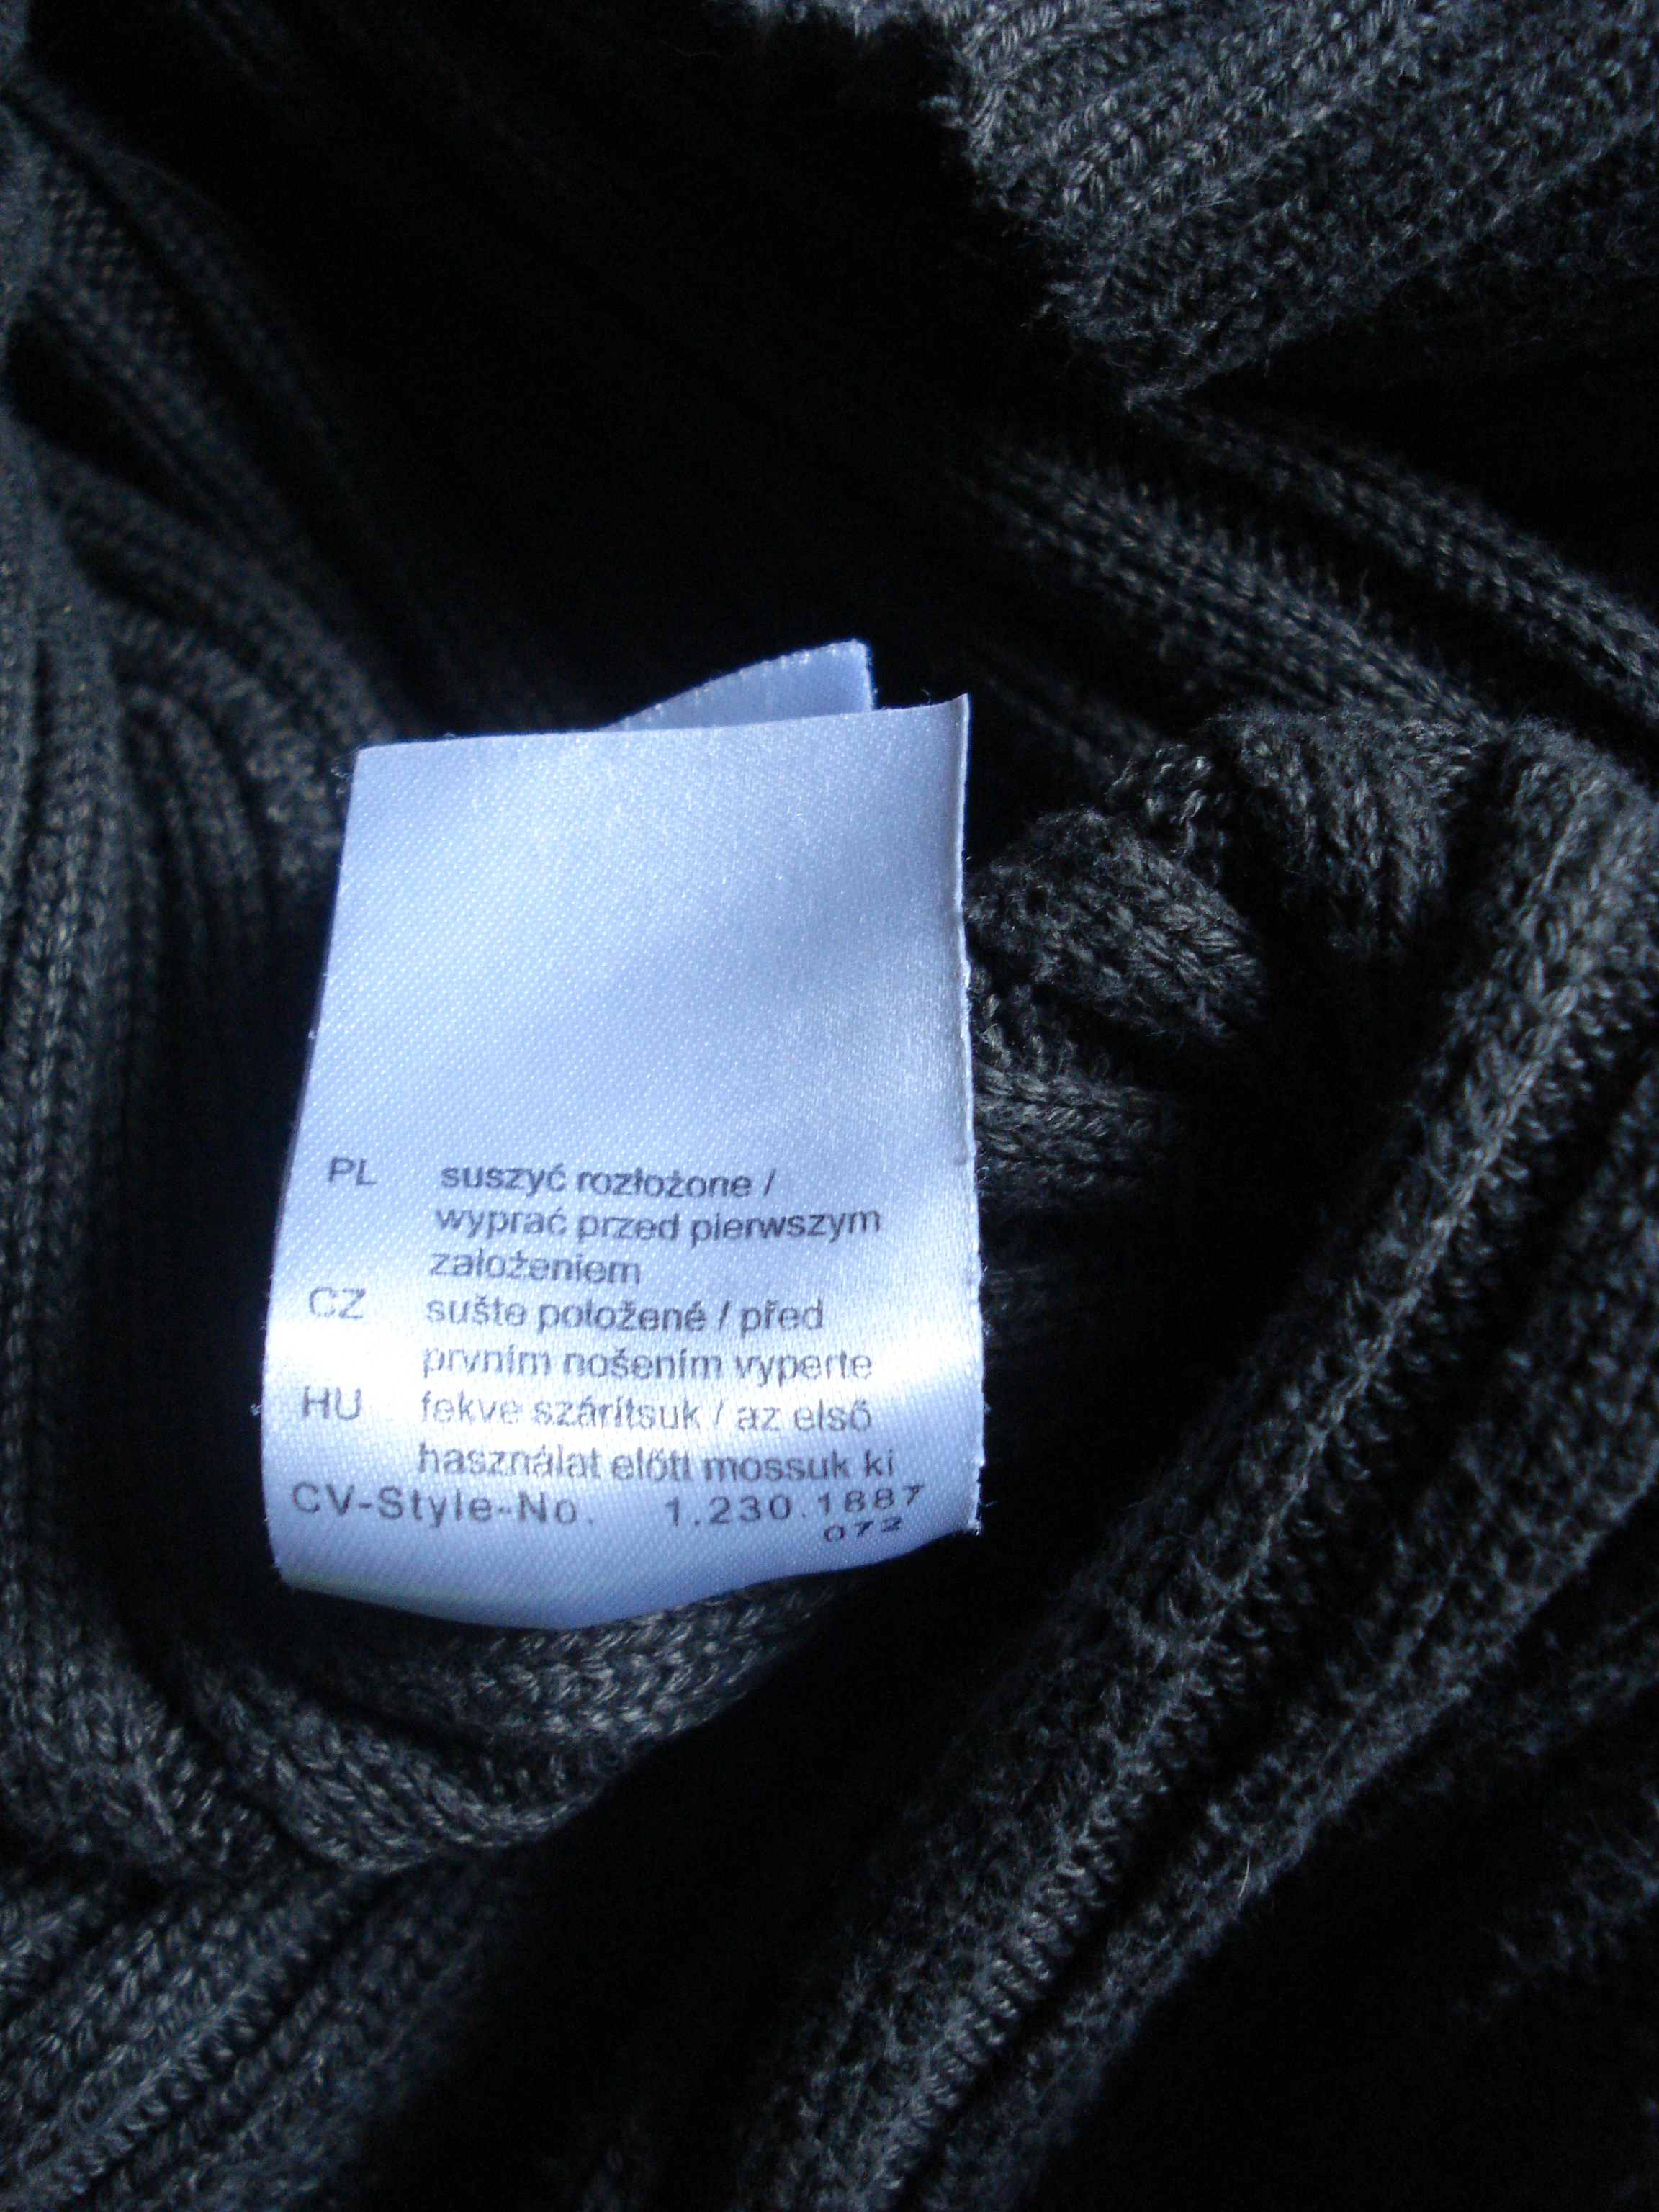 PL suszyć rozłożone /
wyprać przed pierwszym
założeniem
CZ sušte položené / před
prvním nošením vyperte
HU fekve szárítsuk / az első
használat előtt mossuk ki
CV-Style-No. 1.230.1887
072